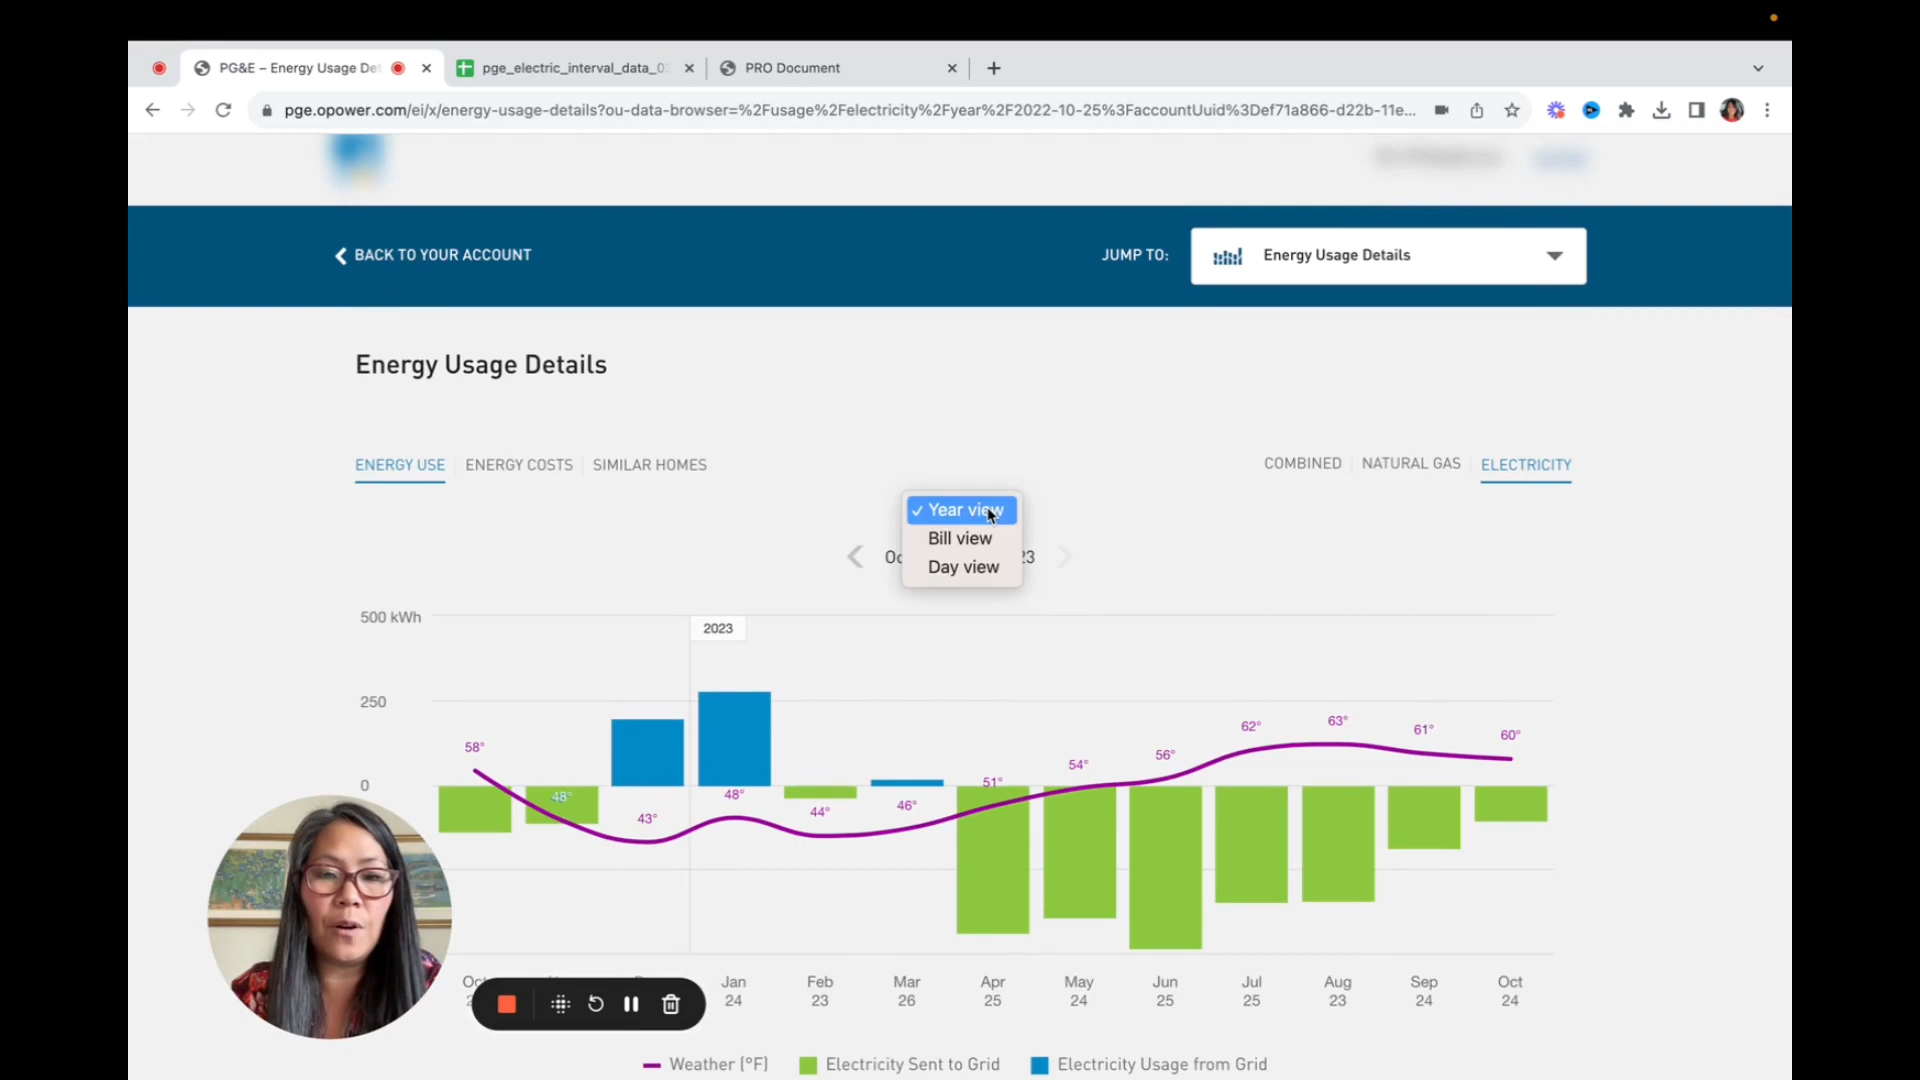 PG&E – Energy Usage De
pge_electric_interval_data_0
PRO Document
pge.opower.com/ei/x/energy-usage-details?ou-data-browser=%2Fusage%2Felectricity%2Fyear%2F2022-10-25%3FaccountUuid%3Def71a866-d22b-11e...
BACK TO YOUR ACCOUNT
JUMP TO:
Energy Usage Details
Energy Usage Details
ENERGY USE
ENERGY COSTS
SIMILAR HOMES
COMBINED
NATURAL GAS
ELECTRICITY
✓ Year view
Bill view
Day view
Oc
23
500 kWh
250
0
2023
58°
48°
43°
48°
44°
46°
51°
54°
56°
62°
63°
61°
60°
Oct
Jan
24
Feb
23
Mar
26
Apr
25
May
24
Jun
25
Jul
25
Aug
23
Sep
24
Oct
24
Weather (°F)
Electricity Sent to Grid
Electricity Usage from Grid